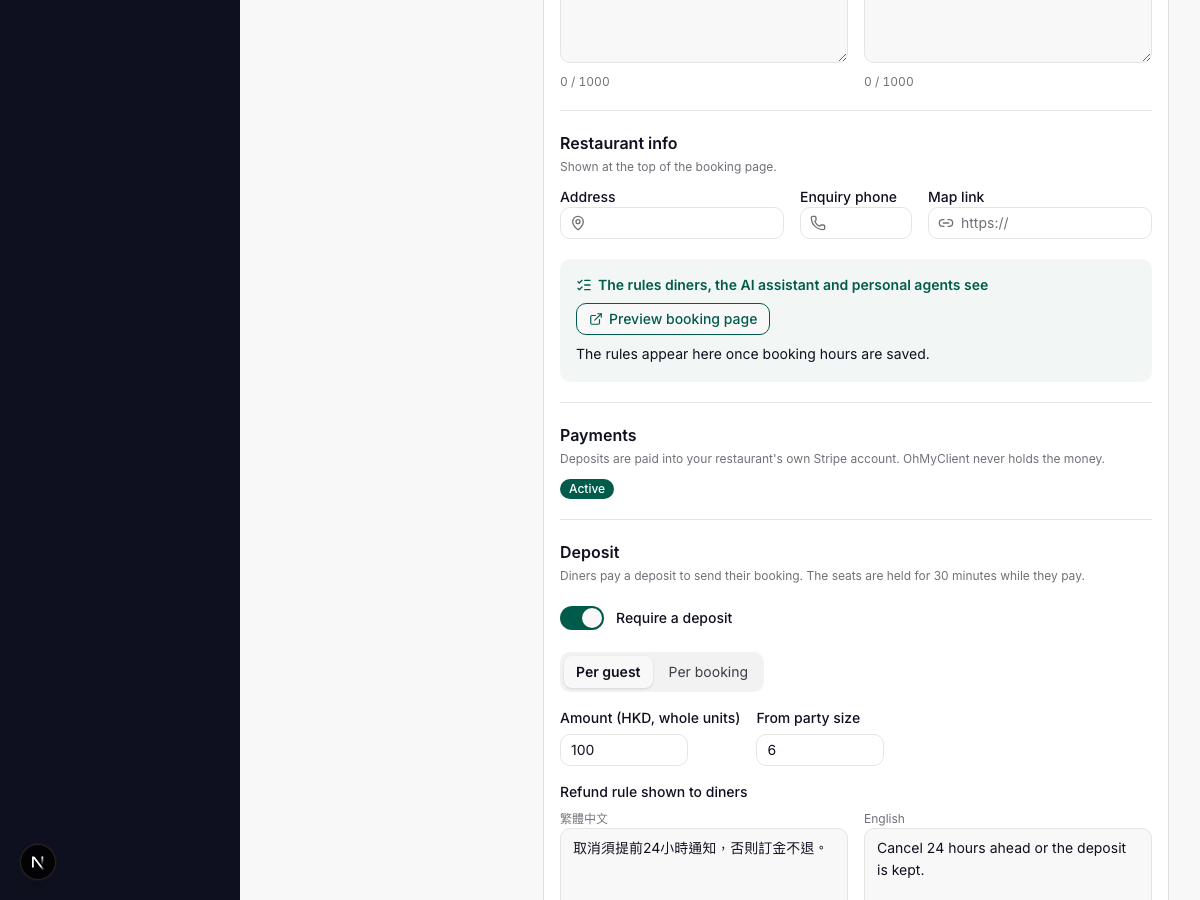 0 / 1000
0 / 1000
Restaurant info
Shown at the top of the booking page.
Address
Enquiry phone
Map link
https://
The rules diners, the AI assistant and personal agents see
Preview booking page
The rules appear here once booking hours are saved.
Payments
Deposits are paid into your restaurant's own Stripe account. OhMyClient never holds the money.
Active
Deposit
Diners pay a deposit to send their booking. The seats are held for 30 minutes while they pay.
Require a deposit
Per guest
Per booking
Amount (HKD, whole units)
From party size
100
6
Refund rule shown to diners
繁體中文
English
取消須提前24小時通知，否則訂金不退。
Cancel 24 hours ahead or the deposit
is kept.
N